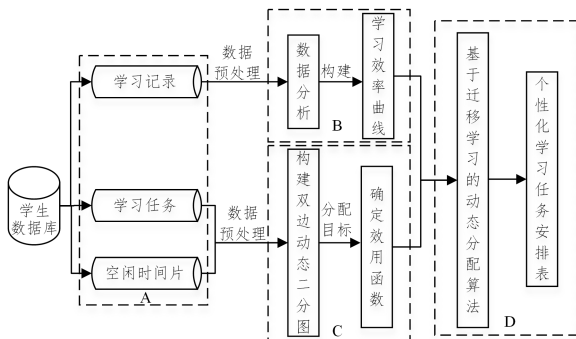 学生
数据库
学习记录
学习任务
空闲时间片
A
数据
预处理
数据
预处理
数据分析
构建
学习效率曲线
B
构建双边动态二分图
分配
目标
确定效用函数
C
基于迁移学习的动态分配算法
个性化学习任务安排表
D